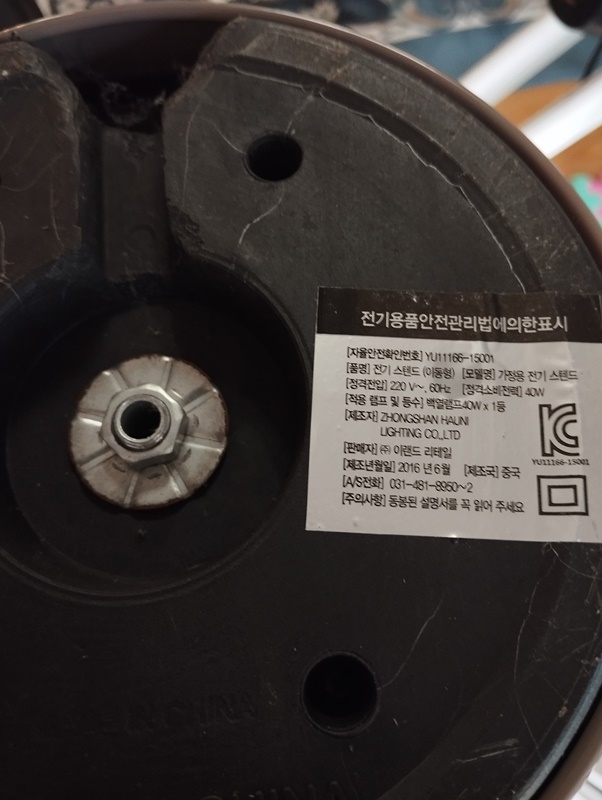 전기용품안전관리법에의한표시
[자율안전확인번호] YU11166-15001
[품명] 전기 스텐드 (이동형) [모델명] 가정용 전기 스텐드
[정격전압] 220 V~, 60Hz [정격소비전력] 40W
[적용 램프 및 등수] 백열램프40W x 1등
[제조자] ZHONGSHAN HAUNI
LIGHTING CO.,LTD
[판매자] ㈜ 이랜드 리테일
[제조년월일] 2016 년 6월 [제조국] 중국
[A/S전화] 031-481-8950~2
[주의사항] 동봉된 설명서를 꼭 읽어 주세요
YU11166-15001
IN CHINA
CHINA